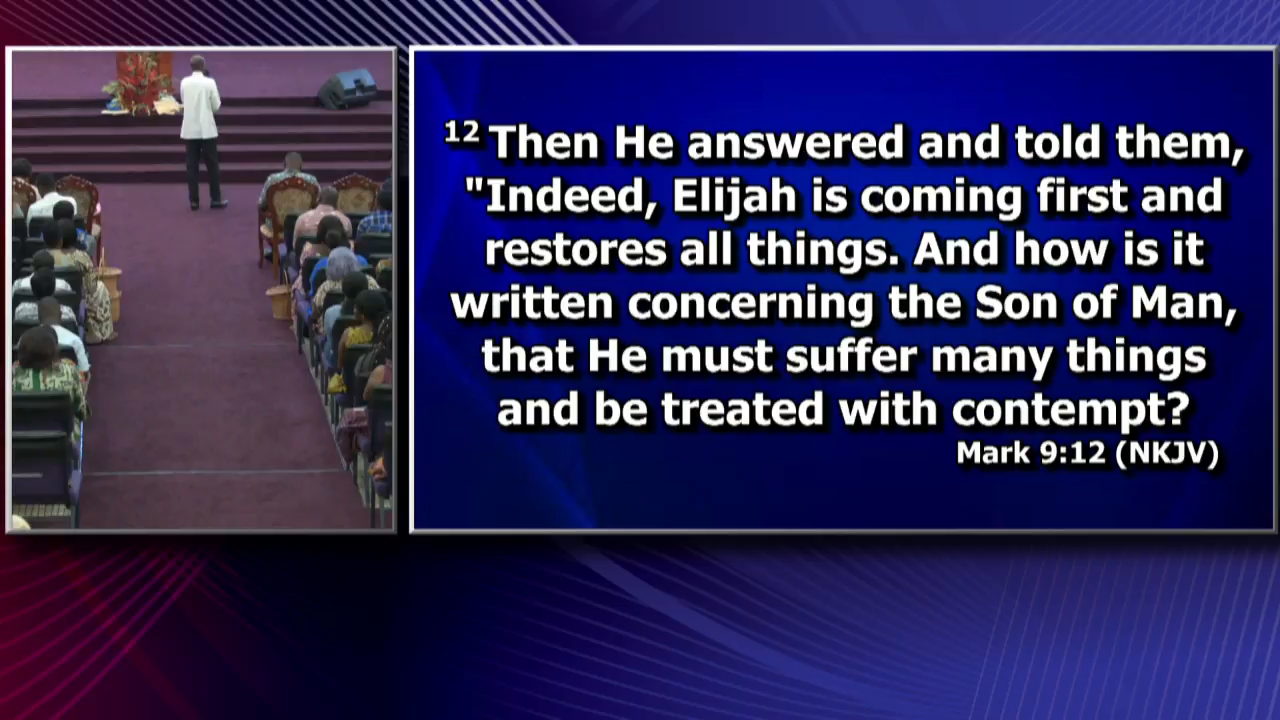 12 Then He answered and told them,
"Indeed, Elijah is coming first and
restores all things. And how is it
written concerning the Son of Man,
that He must suffer many things
and be treated with contempt?
Mark 9:12 (NKJV)